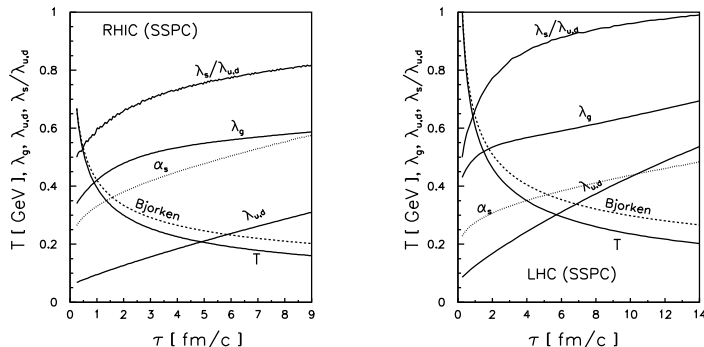 T [ GeV ], λg, λu,d, λs/λu,d
1
0.8
0.6
0.4
0.2
0
RHIC (SSPC)
λs/λu,d
λg
αs
Bjorken
λu,d
T
0 1 2 3 4 5 6 7 8 9
τ [ fm/c ]
T [ GeV ], λg, λu,d, λs/λu,d
1
0.8
0.6
0.4
0.2
0
λs/λu,d
λg
αs
λu,d
Bjorken
T
LHC (SSPC)
0 2 4 6 8 10 12 14
τ [ fm/c ]